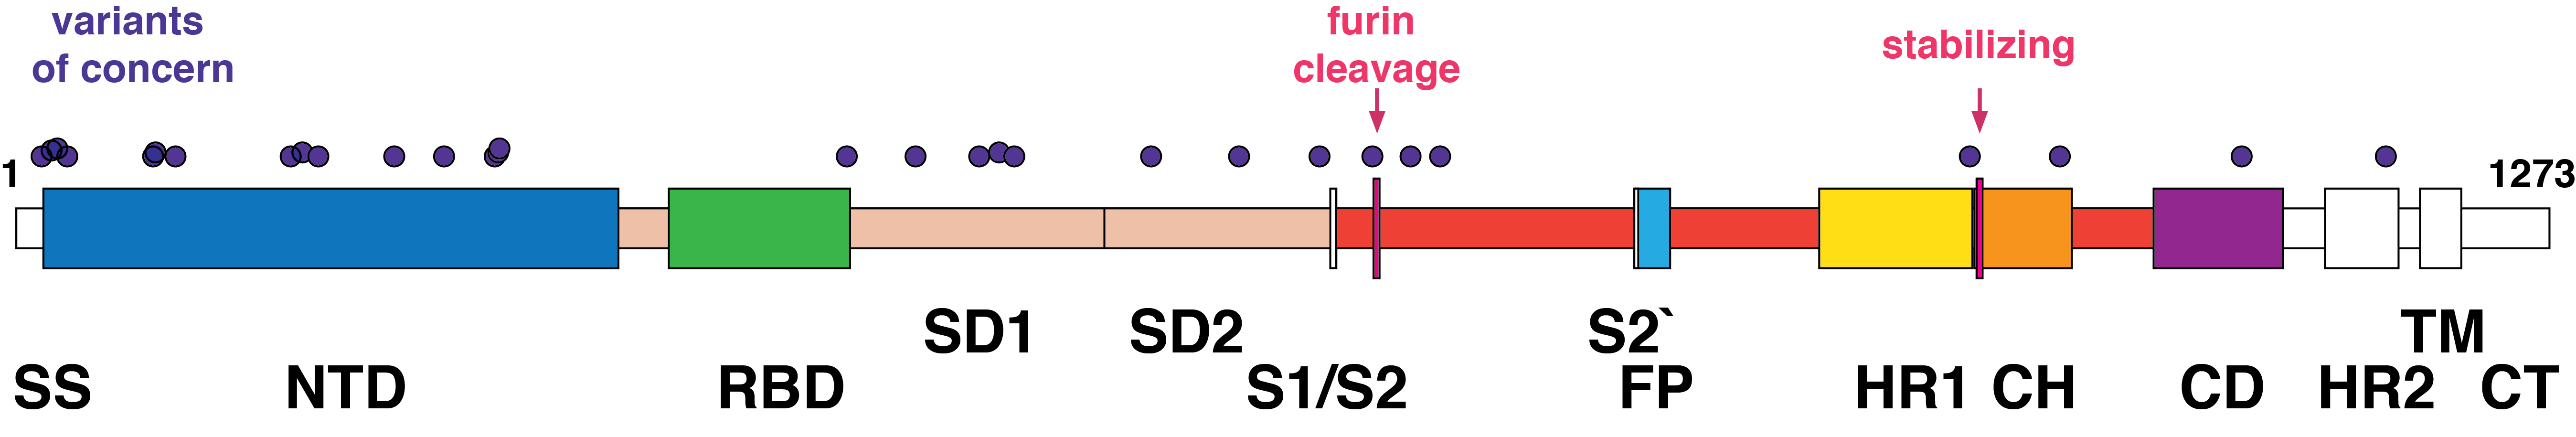 variants
of concern
furin
cleavage
stabilizing
1
1273
SD1
SD2
S2`
TM
SS
NTD
RBD
S1/S2
FP
HR1
CH
CD
HR2
CT